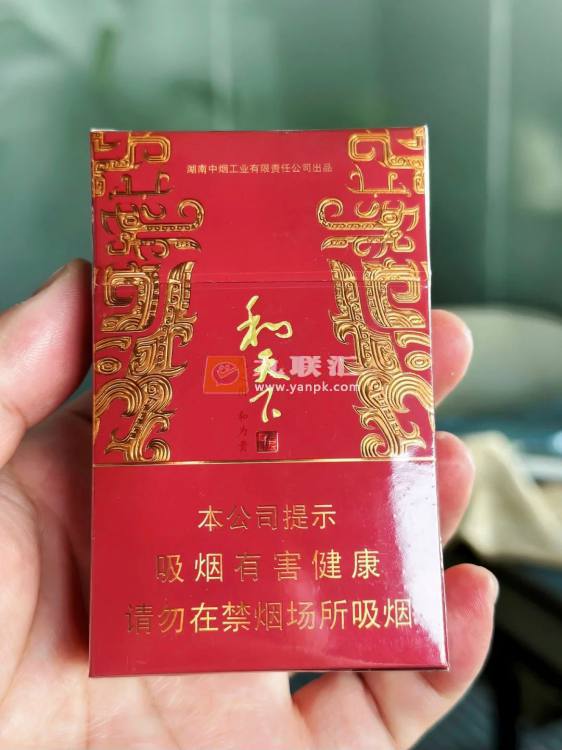 湖南中烟工业有限责任公司出品
和天下
联汇
www.yanpk.com
和为贵
本公司提示
吸烟有害健康
请勿在禁烟场所吸烟